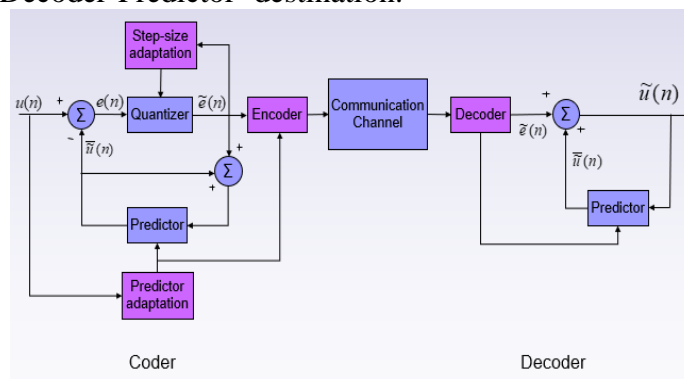 Decoder Predictor destination.
Step-size
adaptation
u(n)
+
Σ
e(n)
Quantizer
ẽ(n)
Encoder
Communication
Channel
Decoder
ẽ(n)
+
Σ
ũ(n)
−
ũ̄(n)
+
Σ
+
+
ũ̄(n)
Predictor
Predictor
Predictor
adaptation
Coder
Decoder